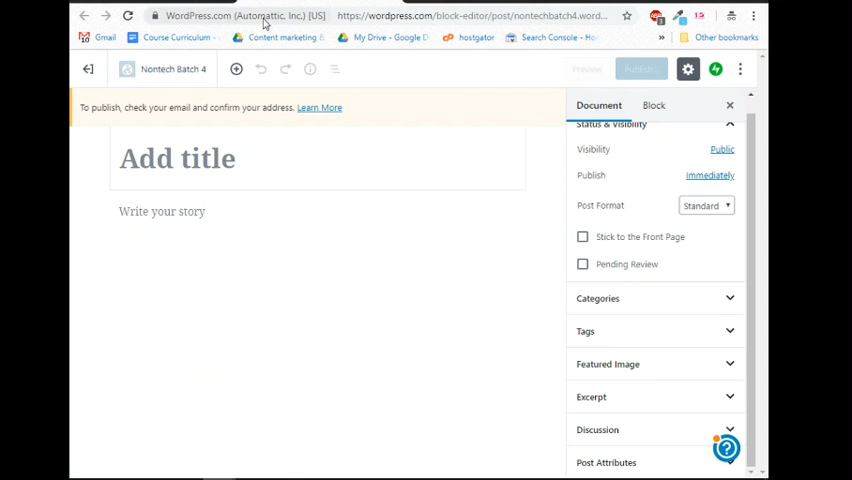 WordPress.com (Automattic, Inc.) [US] https://wordpress.com/block-editor/post/nontechbatch4.word...
Gmail Course Curriculum - Content marketing & My Drive - Google D hostgator Search Console - Ho » Other bookmarks
Nontech Batch 4 Preview Publish...
To publish, check your email and confirm your address. Learn More
Document Block
Status & Visibility
Visibility Public
Publish Immediately
Post Format Standard
Stick to the Front Page
Pending Review
Categories
Tags
Featured Image
Excerpt
Discussion
Post Attributes
Add title
Write your story